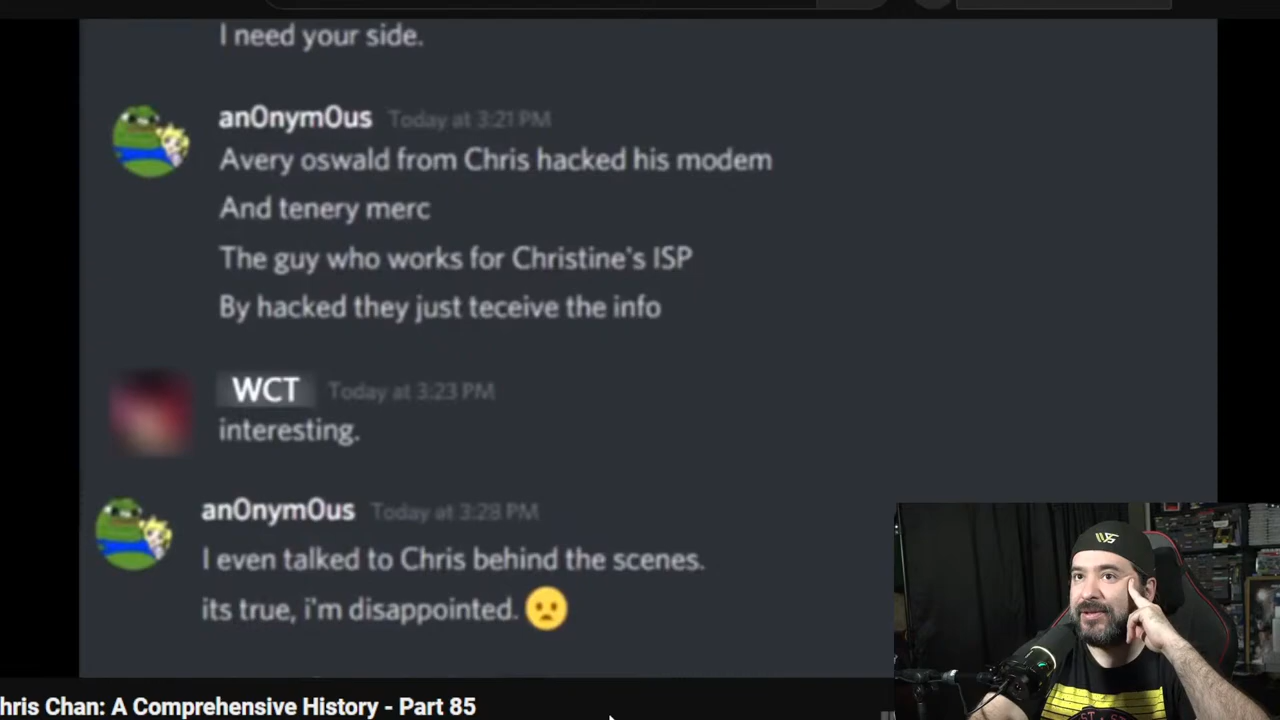 I need your side.
an0nym0us Today at 3:21 PM
Avery oswald from Chris hacked his modem
And tenery merc
The guy who works for Christine's ISP
By hacked they just teceive the info
WCT Today at 3:23 PM
interesting.
an0nym0us Today at 3:28 PM
I even talked to Chris behind the scenes.
its true, i'm disappointed.
hris Chan: A Comprehensive History - Part 85